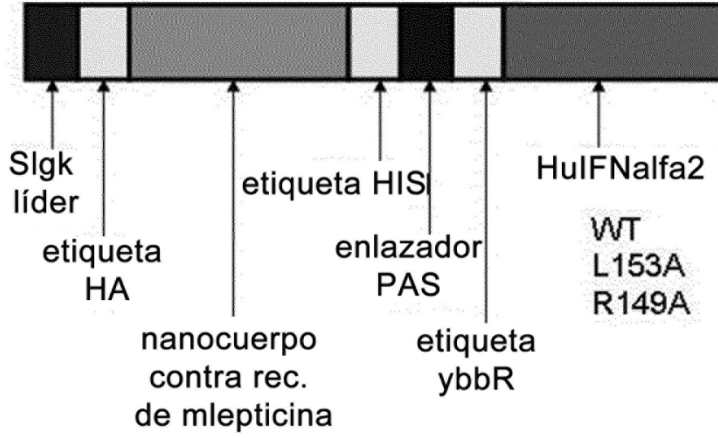 SIgk
líder
etiqueta
HA
nanocuerpo
contra rec.
de mlepticina
etiqueta HIS
enlazador
PAS
etiqueta
ybbR
HuIFNalfa2
WT
L153A
R149A